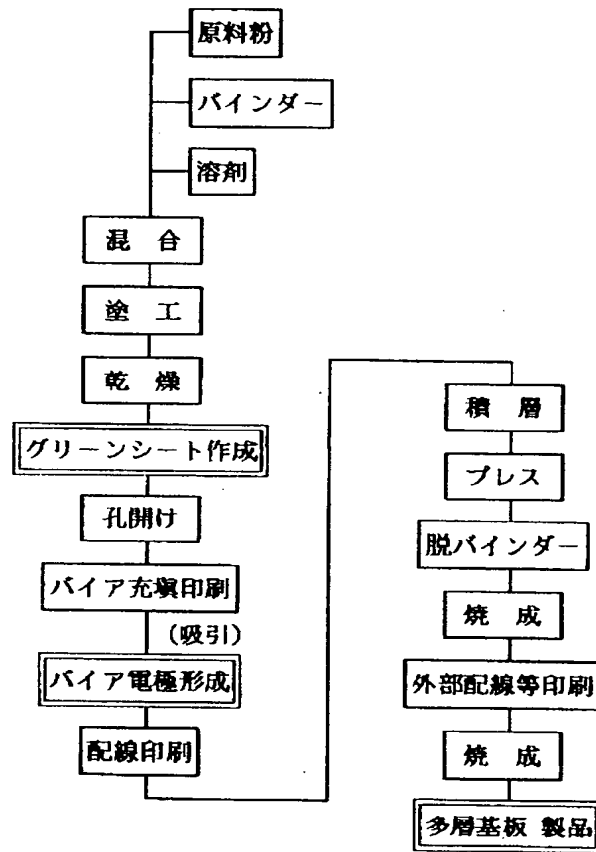 原料粉
バインダー
溶剤
混 合
塗 工
乾 燥
グリーンシート作成
孔開け
バイア充塡印刷
(吸引)
バイア電極形成
配線印刷
積 層
プレス
脱バインダー
焼 成
外部配線等印刷
焼 成
多層基板 製品